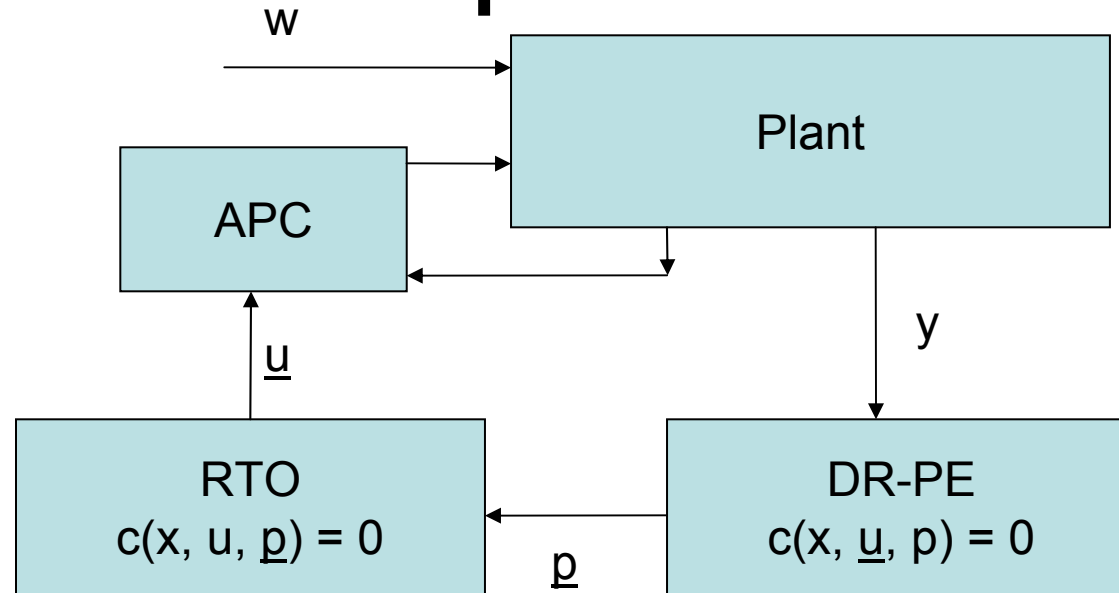 w
Plant
APC
y
u
RTO
c(x, u, p) = 0
DR-PE
c(x, u, p) = 0
p